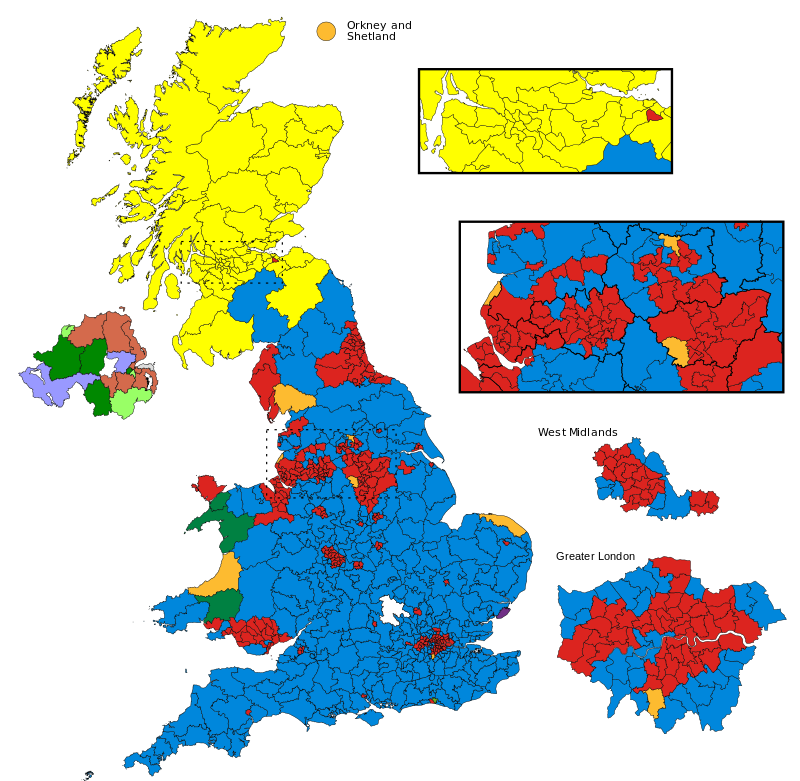 Orkney and
Shetland
West Midlands
Greater London